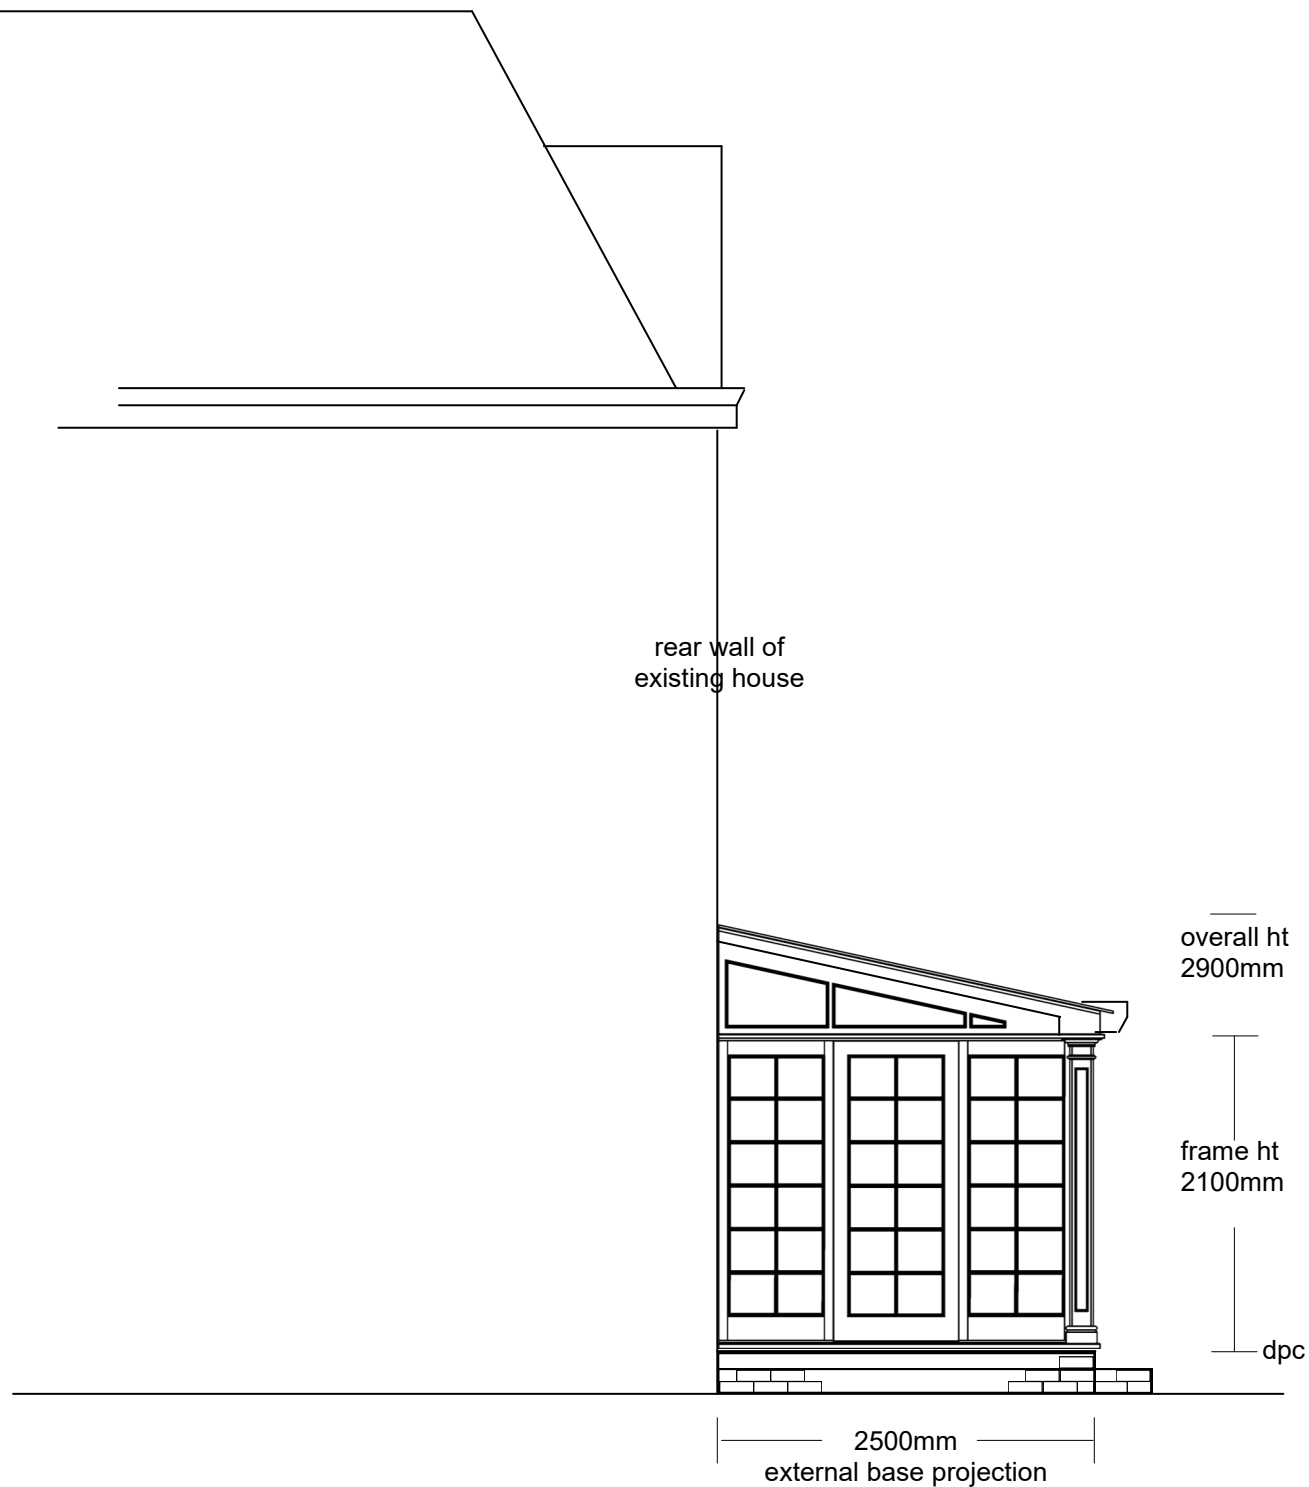 rear wall of
existing house
overall ht
2900mm
frame ht
2100mm
dpc
2500mm
external base projection